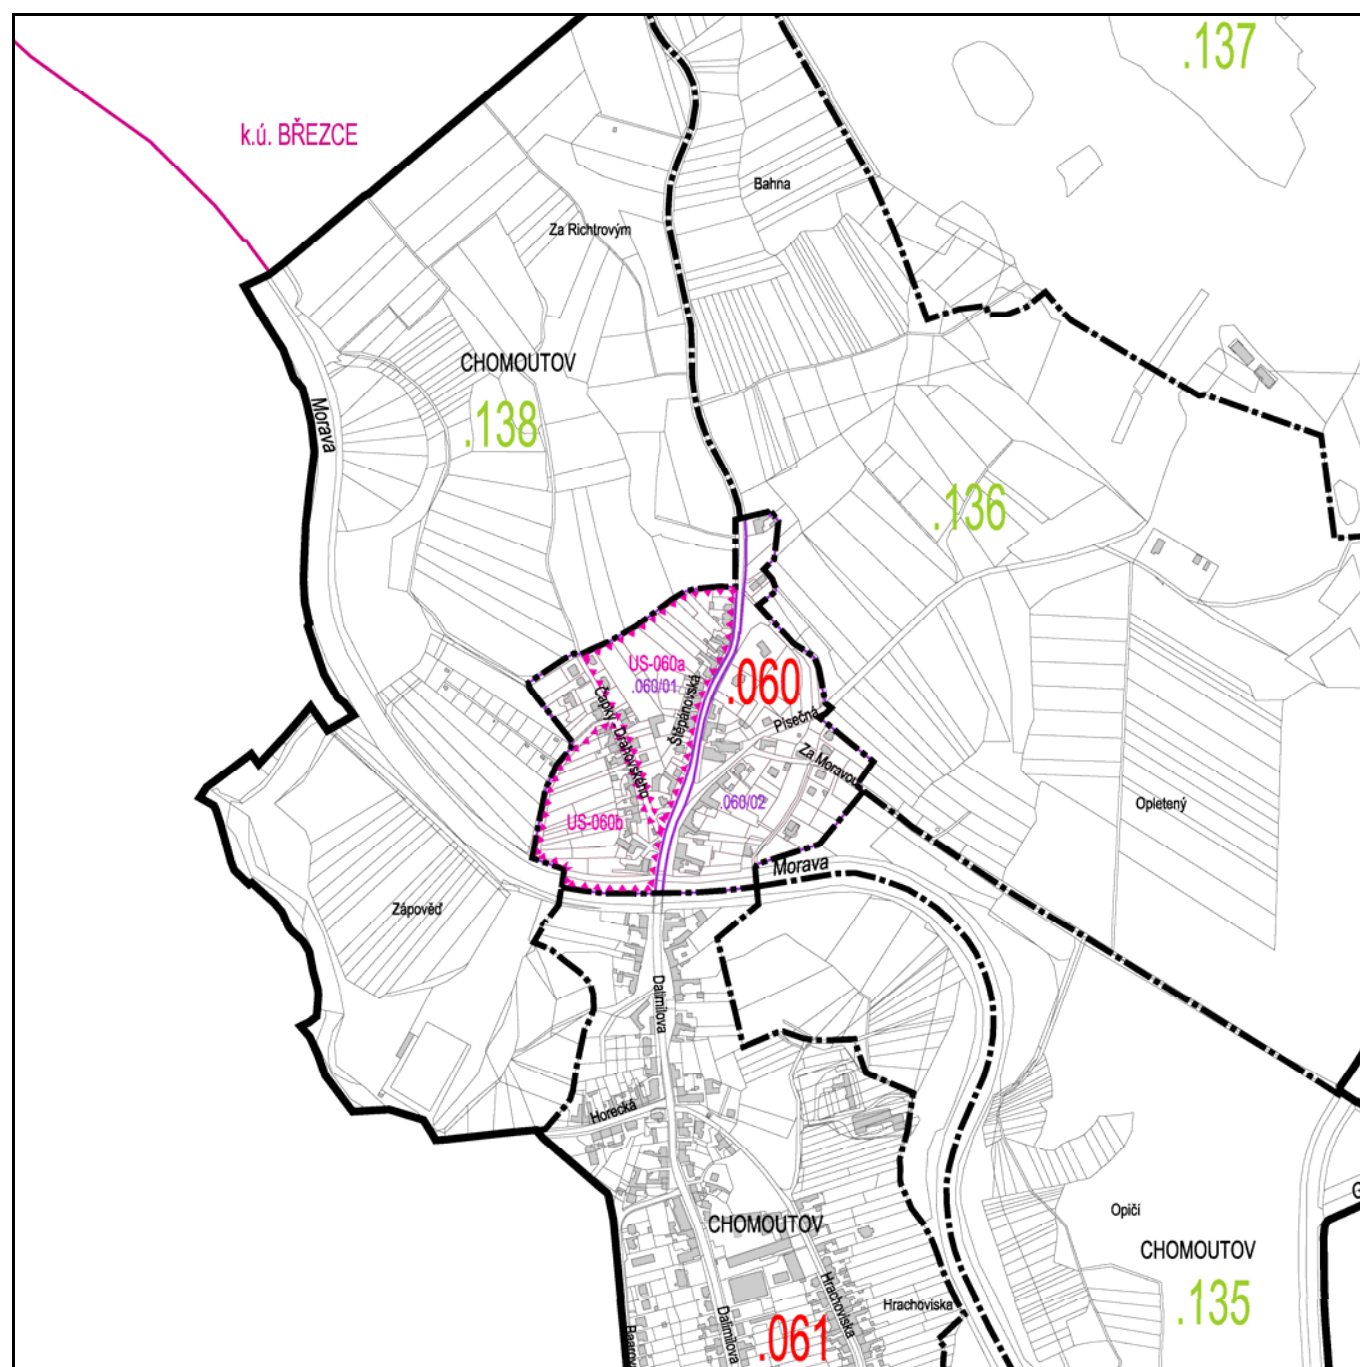 .137
k.ú. BŘEZCE
Bahna
Za Richtrovým
CHOMOUTOV
Morava
.138
.136
US-060a
.060/01
.060
Štěpánovská
Čapky Drahovského
Písečná
Za Moravou
.060/02
US-060b
Opletený
Morava
Zápověď
Dalimilova
Horecká
Opičí
CHOMOUTOV
CHOMOUTOV
.135
Hrachoviska
Hrachoviska
Dalimilova
.061